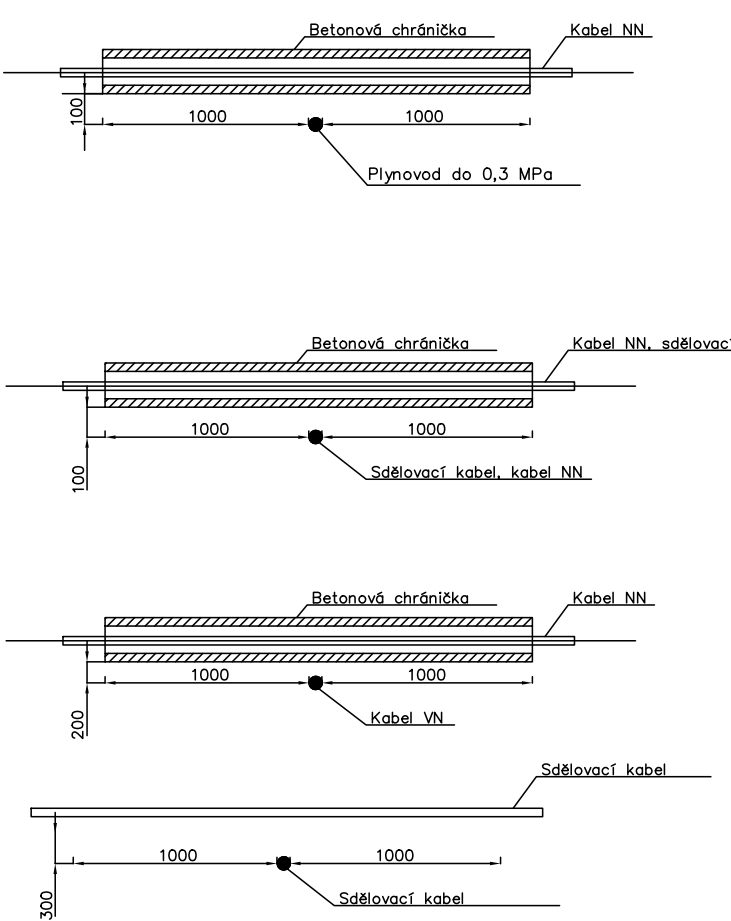 Betonová chránička
Kabel NN
1000
1000
100
Plynovod do 0,3 MPa
Betonová chránička
Kabel NN, sdělovací
1000
1000
100
Sdělovací kabel, kabel NN
Betonová chránička
Kabel NN
1000
1000
200
Kabel VN
Sdělovací kabel
1000
1000
300
Sdělovací kabel